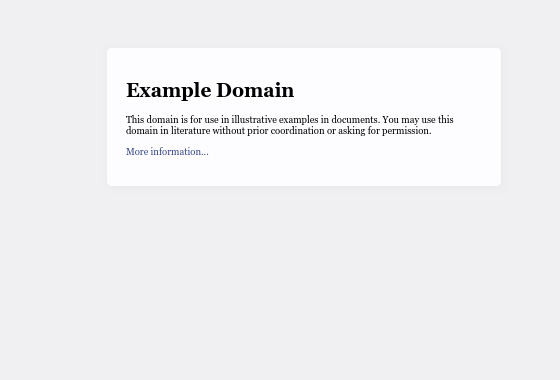 Example Domain
This domain is for use in illustrative examples in documents. You may use this
domain in literature without prior coordination or asking for permission.
More information...